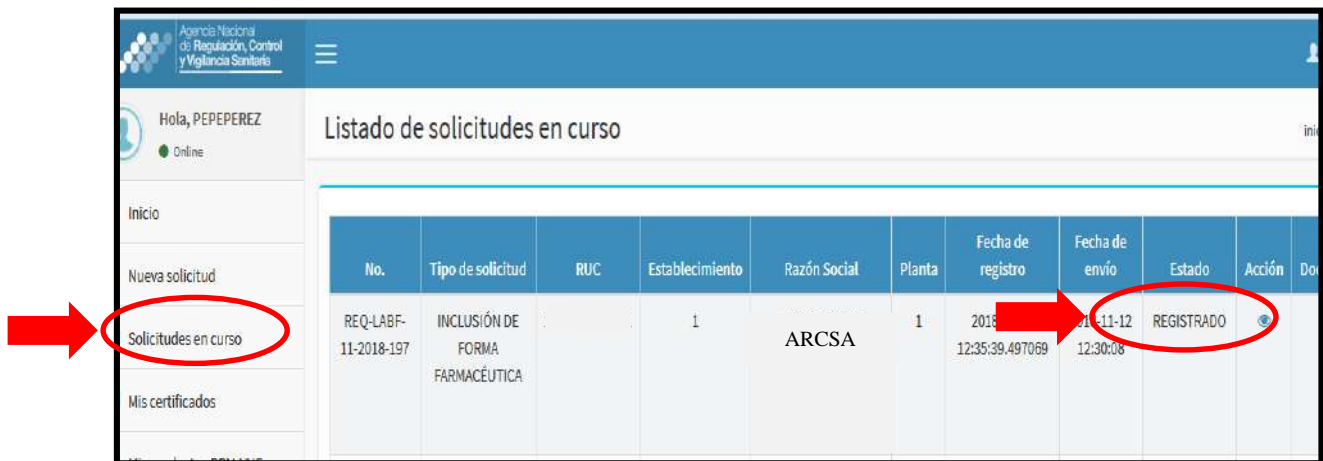 Agencia Nacional
de Regulación, Control
y Vigilancia Sanitaria
Hola, PEPEPEREZ
Online
Listado de solicitudes en curso
Inicio
Nueva solicitud
Solicitudes en curso
Mis certificados
No. Tipo de solicitud RUC Establecimiento Razón Social Planta Fecha de registro Fecha de envío Estado Acción
REQ-LABF-11-2018-197 INCLUSIÓN DE FORMA FARMACÉUTICA 1 ARCSA 1 2018 12:35:39.497069 11-12 12:30:08 REGISTRADO